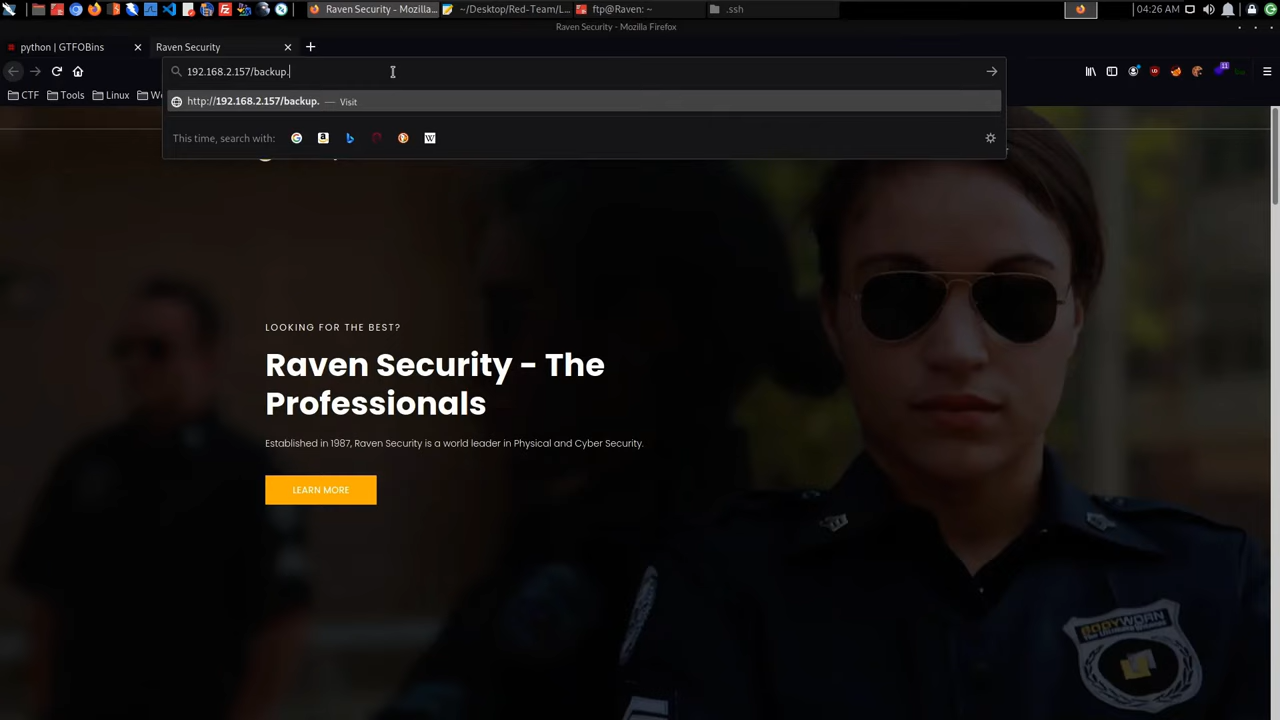 Raven Security - Mozilla...
~/Desktop/Red-Team/L...
ftp@Raven: ~
.ssh
04:26 AM
Raven Security - Mozilla Firefox
python | GTFOBins
Raven Security
192.168.2.157/backup.
11
CTF
Tools
Linux
http://192.168.2.157/backup. — Visit
This time, search with:
LOOKING FOR THE BEST?
Raven Security - The
Professionals
Established in 1987, Raven Security is a world leader in Physical and Cyber Security.
LEARN MORE
BODYWORN